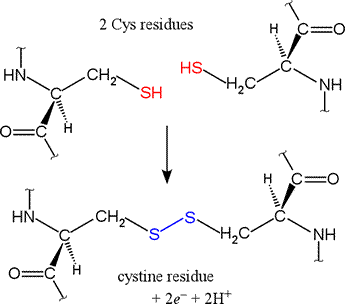 2 Cys residues
HN C CH₂ SH
O=C H
HS H₂C C NH
H C=O
HN C CH₂ S S H₂C C NH
O=C H
H C=O
cystine residue
+ 2e⁻ + 2H⁺